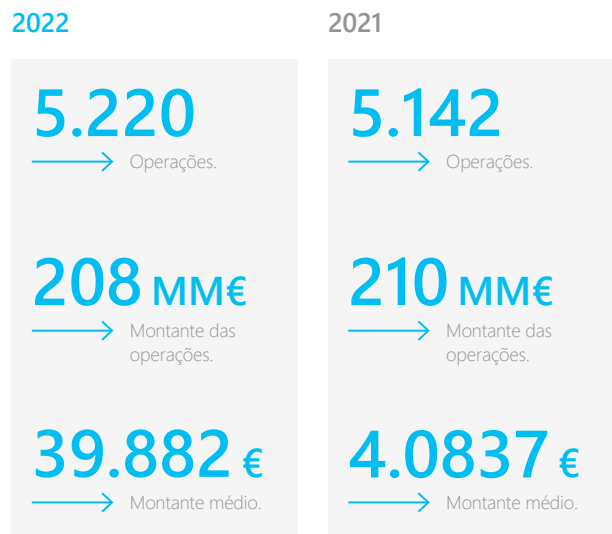 2022
5.220
Operações.
208 MM€
Montante das
operações.
39.882 €
Montante médio.
2021
5.142
Operações.
210 MM€
Montante das
operações.
4.0837 €
Montante médio.